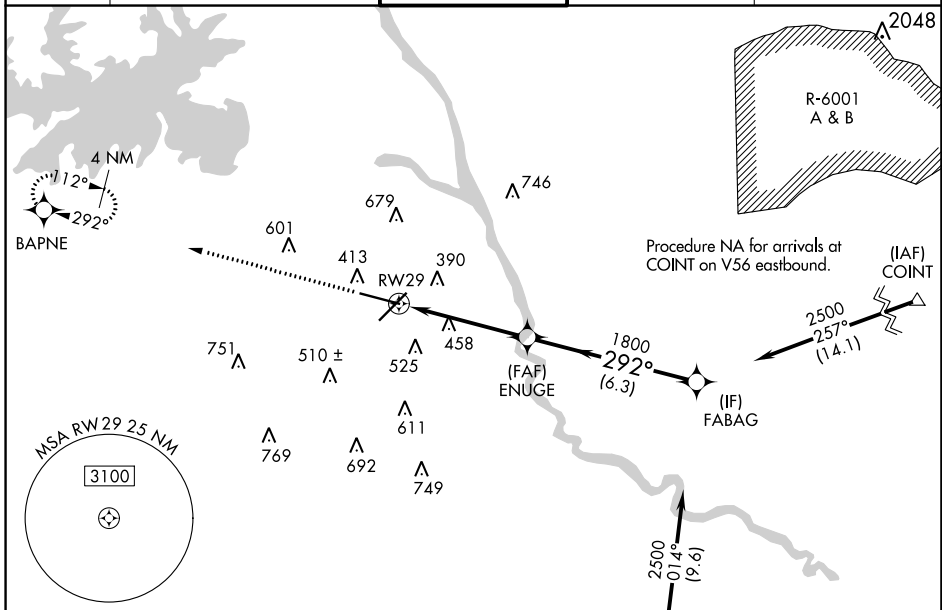 2048
R-6001
A & B
4 NM
112°
292°
BAPNE
746
679
601
413
390
RW29
Procedure NA for arrivals at
COINT on V56 eastbound.
(IAF)
COINT
2500
257°
(14.1)
1800
292°
(6.3)
458
525
751
510 ±
(FAF)
ENUGE
(IF)
FABAG
611
769
692
749
MSA RW29 25 NM
3100
2500
014°
(9.6)